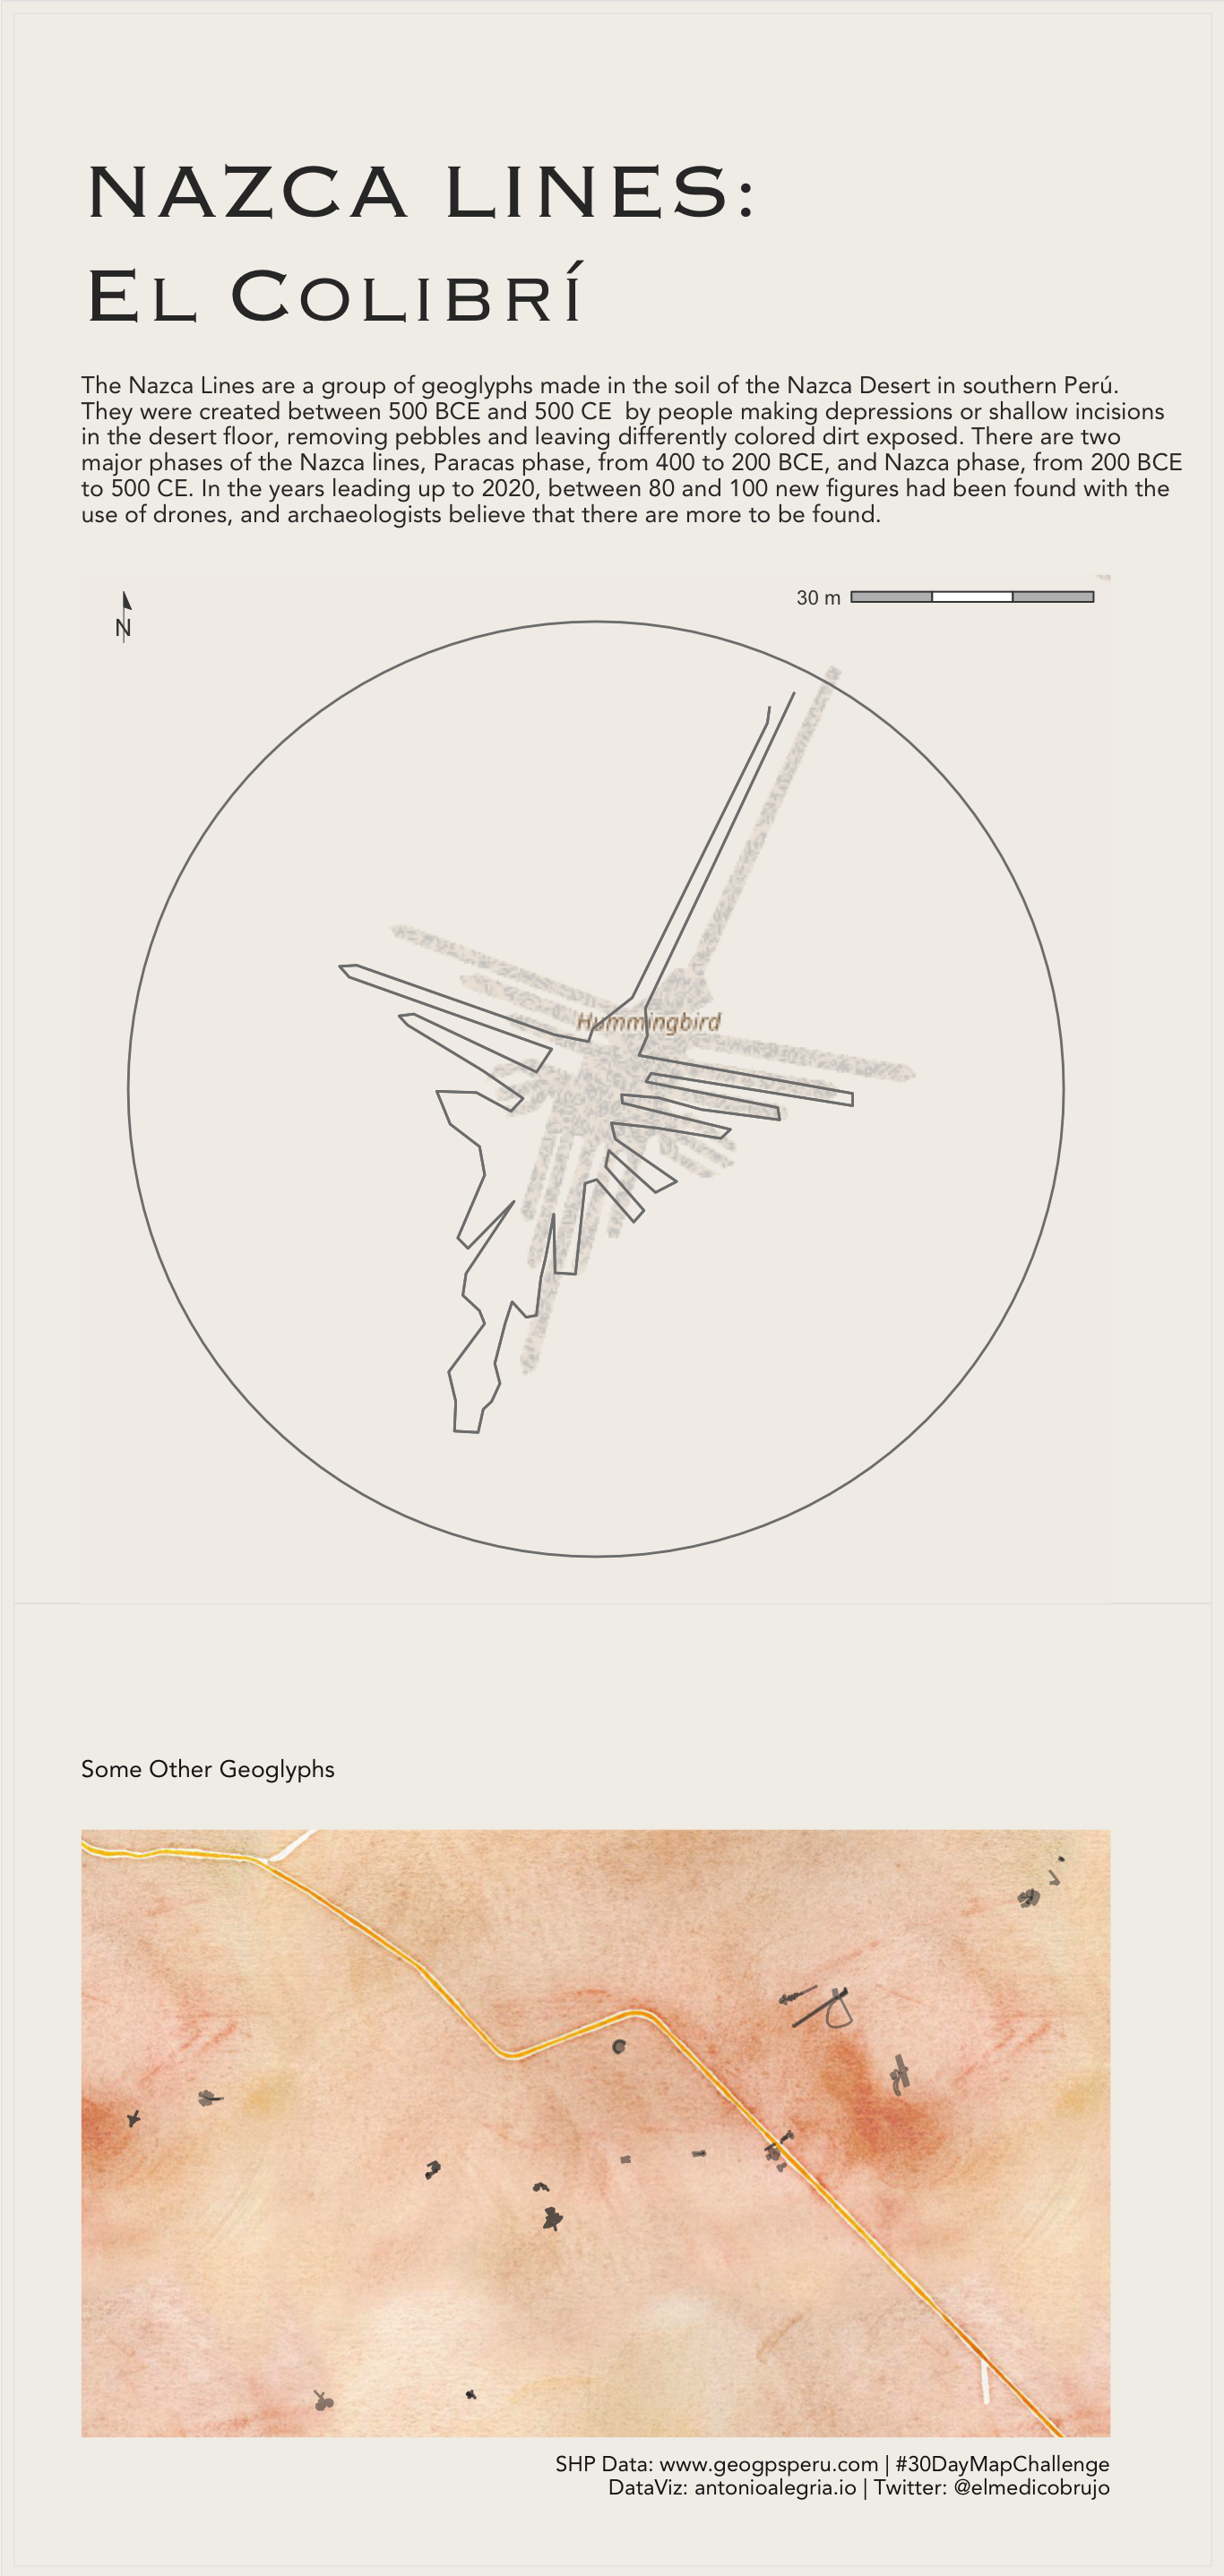 NAZCA LINES:
EL COLIBRÍ
The Nazca Lines are a group of geoglyphs made in the soil of the Nazca Desert in southern Perú.
They were created between 500 BCE and 500 CE  by people making depressions or shallow incisions
in the desert floor, removing pebbles and leaving differently colored dirt exposed. There are two
major phases of the Nazca lines, Paracas phase, from 400 to 200 BCE, and Nazca phase, from 200 BCE
to 500 CE. In the years leading up to 2020, between 80 and 100 new figures had been found with the
use of drones, and archaeologists believe that there are more to be found.
30 m
N
Hummingbird
Some Other Geoglyphs
SHP Data: www.geogpsperu.com | #30DayMapChallenge
DataViz: antonioalegria.io | Twitter: @elmedicobrujo